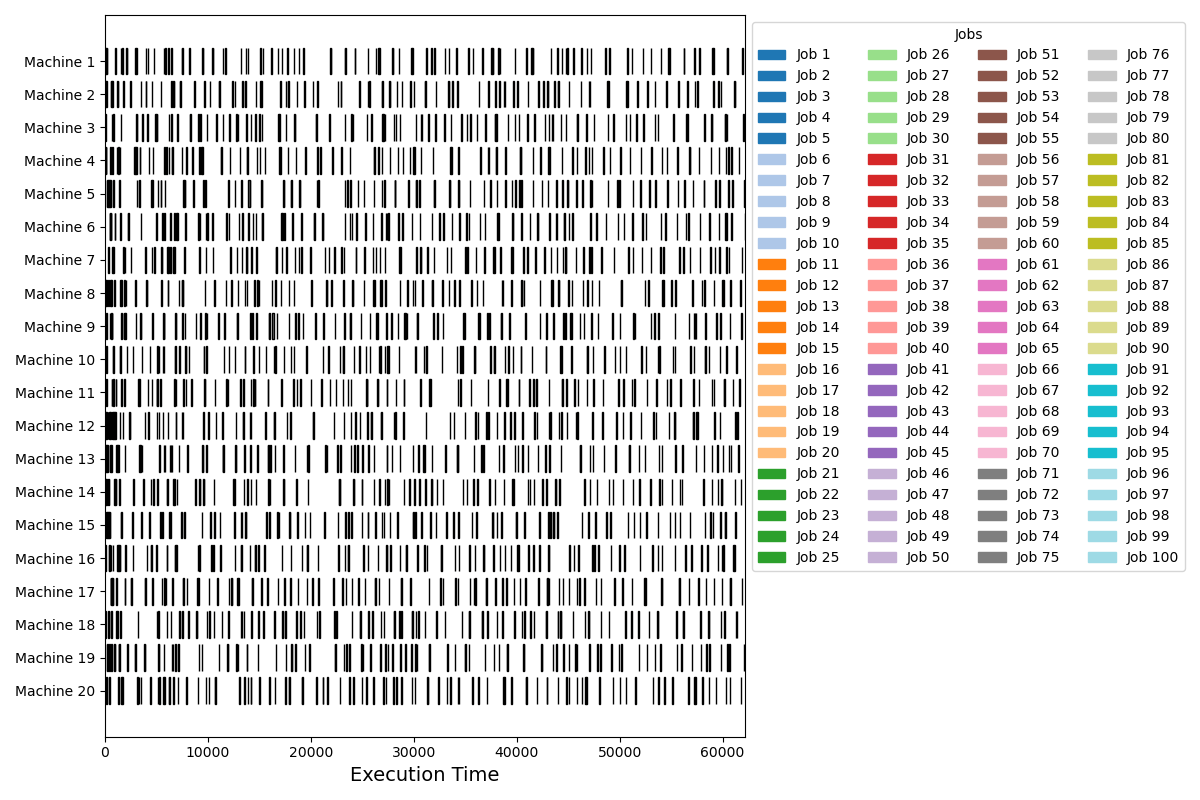 Machine 1
Machine 2
Machine 3
Machine 4
Machine 5
Machine 6
Machine 7
Machine 8
Machine 9
Machine 10
Machine 11
Machine 12
Machine 13
Machine 14
Machine 15
Machine 16
Machine 17
Machine 18
Machine 19
Machine 20
0 10000 20000 30000 40000 50000 60000
Execution Time
Jobs
Job 1 Job 26 Job 51 Job 76
Job 2 Job 27 Job 52 Job 77
Job 3 Job 28 Job 53 Job 78
Job 4 Job 29 Job 54 Job 79
Job 5 Job 30 Job 55 Job 80
Job 6 Job 31 Job 56 Job 81
Job 7 Job 32 Job 57 Job 82
Job 8 Job 33 Job 58 Job 83
Job 9 Job 34 Job 59 Job 84
Job 10 Job 35 Job 60 Job 85
Job 11 Job 36 Job 61 Job 86
Job 12 Job 37 Job 62 Job 87
Job 13 Job 38 Job 63 Job 88
Job 14 Job 39 Job 64 Job 89
Job 15 Job 40 Job 65 Job 90
Job 16 Job 41 Job 66 Job 91
Job 17 Job 42 Job 67 Job 92
Job 18 Job 43 Job 68 Job 93
Job 19 Job 44 Job 69 Job 94
Job 20 Job 45 Job 70 Job 95
Job 21 Job 46 Job 71 Job 96
Job 22 Job 47 Job 72 Job 97
Job 23 Job 48 Job 73 Job 98
Job 24 Job 49 Job 74 Job 99
Job 25 Job 50 Job 75 Job 100